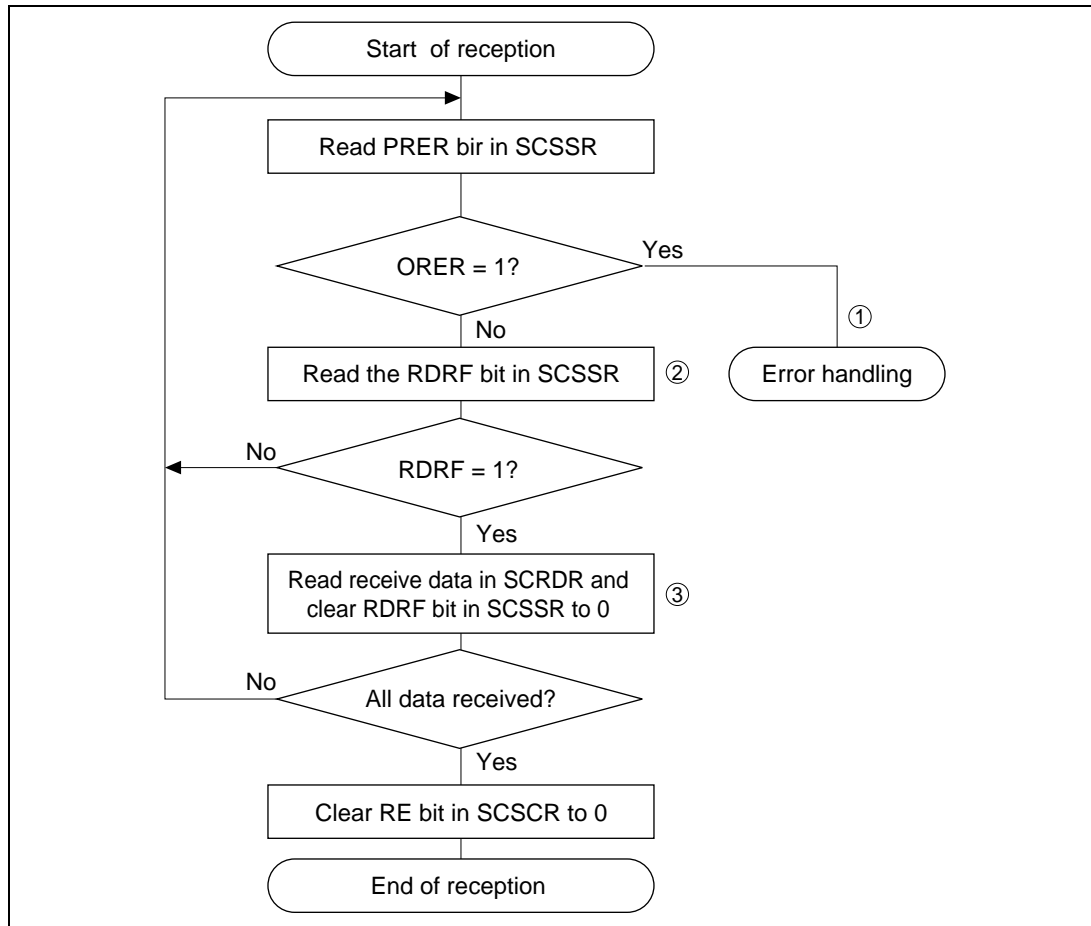 Start of reception
Read PRER bir in SCSSR
ORER = 1?
Yes
①
No
Read the RDRF bit in SCSSR
②
Error handling
No
RDRF = 1?
Yes
Read receive data in SCRDR and
clear RDRF bit in SCSSR to 0
③
No
All data received?
Yes
Clear RE bit in SCSCR to 0
End of reception